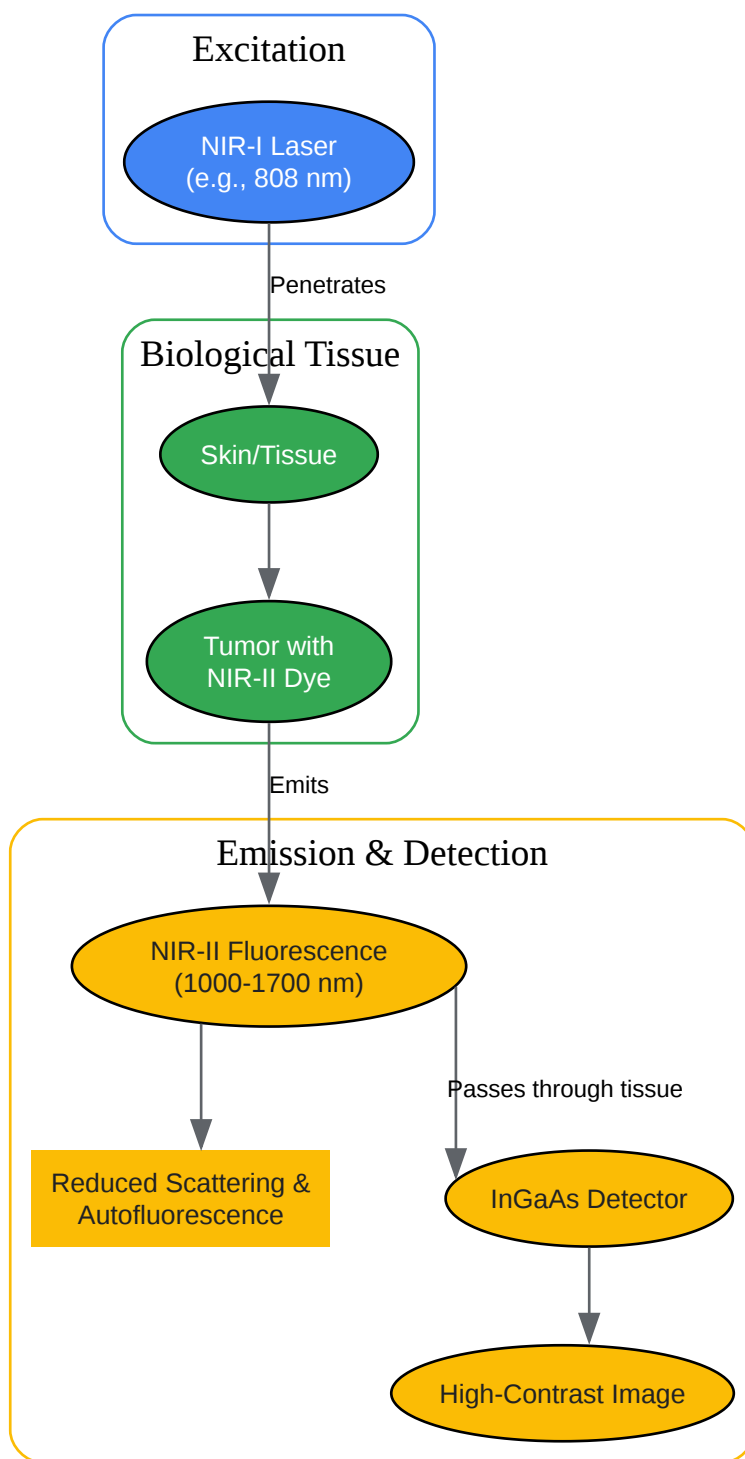 Excitation
NIR-I Laser
(e.g., 808 nm)
Penetrates
Biological Tissue
Skin/Tissue
Tumor with
NIR-II Dye
Emits
Emission & Detection
NIR-II Fluorescence
(1000-1700 nm)
Passes through tissue
Reduced Scattering &
Autofluorescence
InGaAs Detector
High-Contrast Image